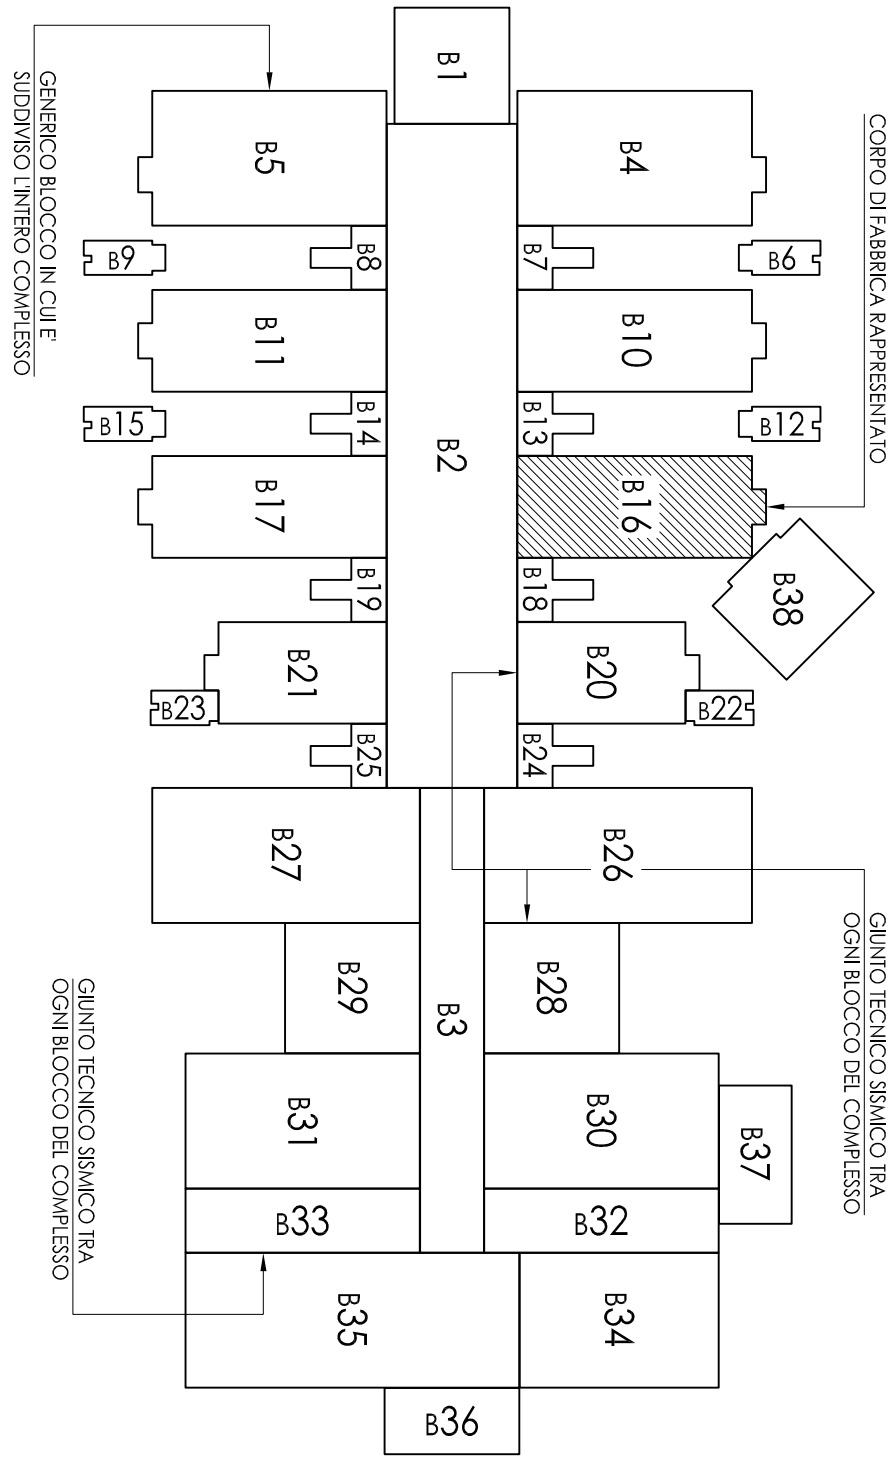 B1
GENERICO BLOCCO IN CUI E'
SUDDIVISO L'INTERO COMPLESSO
CORPO DI FABBRICA RAPPRESENTATO
B5
B4
B9
B8
B7
B6
B11
B10
B15
B14
B2
B13
B12
B17
B16
B38
B19
B18
B21
B20
B23
B22
B25
B24
B27
B26
GIUNTO TECNICO SISMICO TRA
OGNI BLOCCO DEL COMPLESSO
B29
B3
B28
GIUNTO TECNICO SISMICO TRA
OGNI BLOCCO DEL COMPLESSO
B31
B30
B37
B33
B32
B35
B34
B36